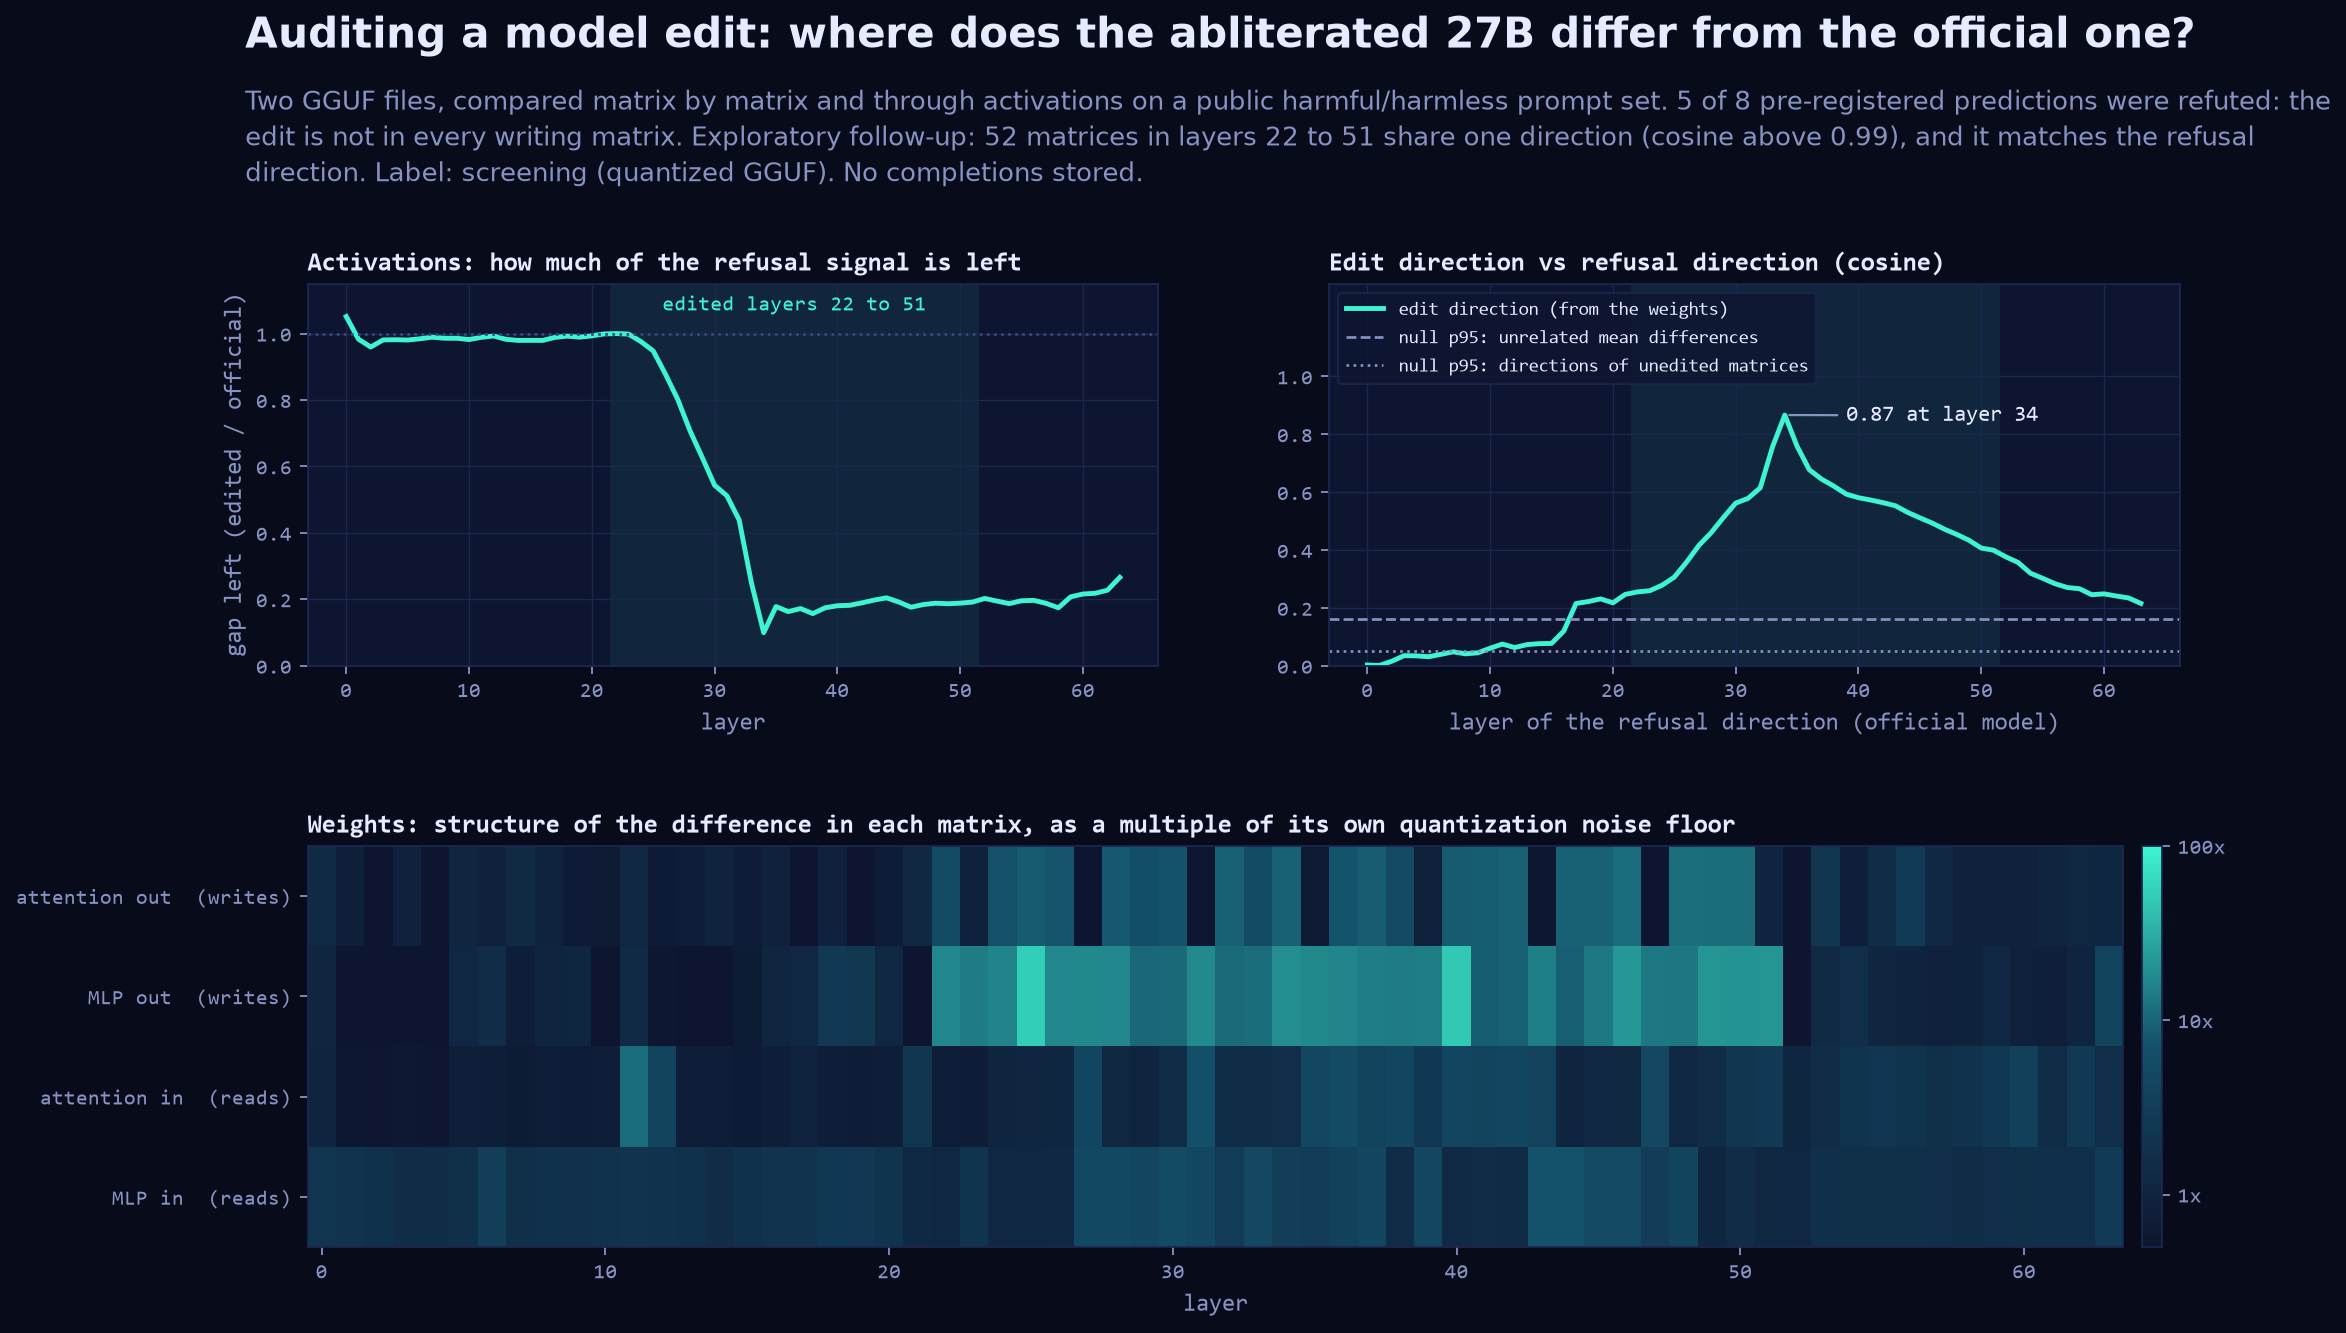 Auditing a model edit: where does the abliterated 27B differ from the official one?
Two GGUF files, compared matrix by matrix and through activations on a public harmful/harmless prompt set. 5 of 8 pre-registered predictions were refuted: the
edit is not in every writing matrix. Exploratory follow-up: 52 matrices in layers 22 to 51 share one direction (cosine above 0.99), and it matches the refusal
direction. Label: screening (quantized GGUF). No completions stored.
Activations: how much of the refusal signal is left
edited layers 22 to 51
gap left (edited / official)
1.0
0.8
0.6
0.4
0.2
0.0
0 10 20 30 40 50 60
layer
Edit direction vs refusal direction (cosine)
edit direction (from the weights)
null p95: unrelated mean differences
null p95: directions of unedited matrices
0.87 at layer 34
1.0
0.8
0.6
0.4
0.2
0.0
0 10 20 30 40 50 60
layer of the refusal direction (official model)
Weights: structure of the difference in each matrix, as a multiple of its own quantization noise floor
attention out (writes)
MLP out (writes)
attention in (reads)
MLP in (reads)
0 10 20 30 40 50 60
layer
100x
10x
1x